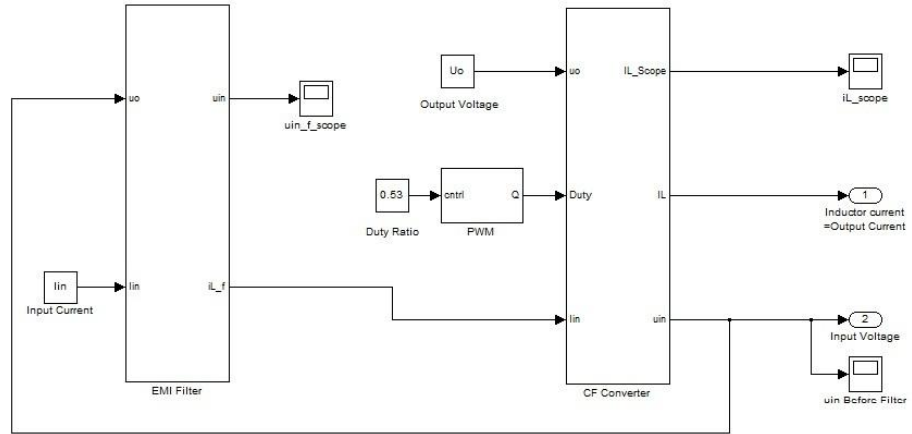 uo
uin
uin_f_scope
Iin
Input Current
Iin
iL_f
EMI Filter
Uo
Output Voltage
0.53
Duty Ratio
cntrl
Q
PWM
uo
IL_Scope
Duty
IL
Iin
uin
CF Converter
iL_scope
1
Inductor current
=Output Current
2
Input Voltage
uin Before Filter